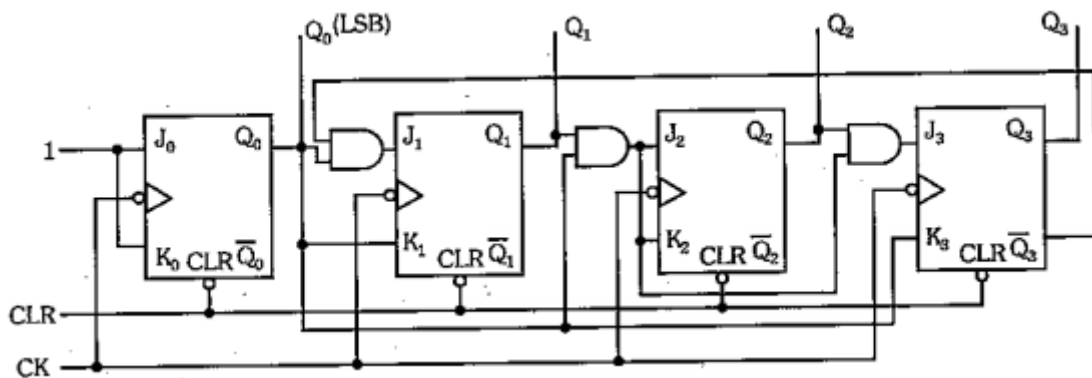 Q₀(LSB) Q₁ Q₂ Q₃
1 J₀ Q₀ J₁ Q₁ J₂ Q₂ J₃ Q₃
K₀ CLR Q̅₀ K₁ CLR Q̅₁ K₂ CLR Q̅₂ K₃ CLR Q̅₃
CLR
CK